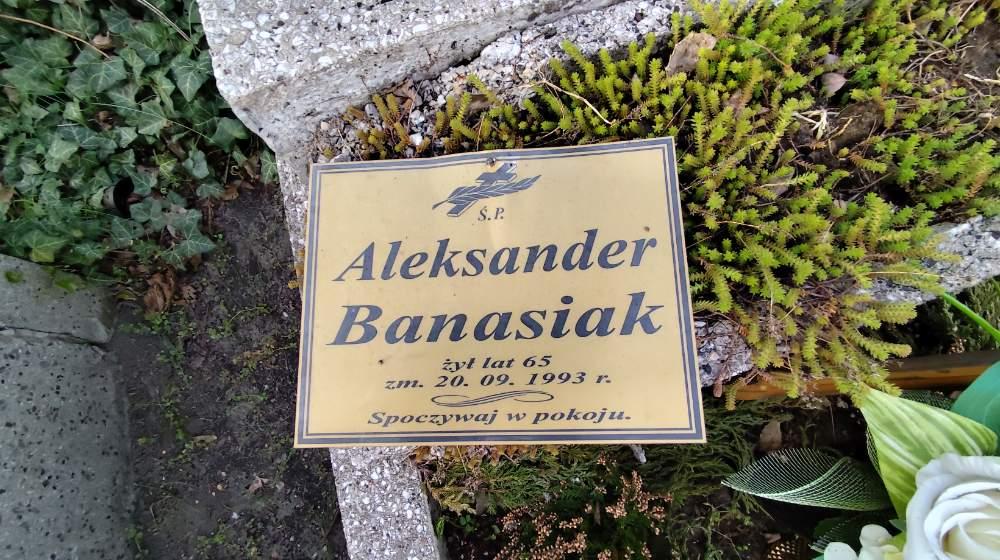 Ś.P.
Aleksander
Banasiak
żył lat 65
zm. 20. 09. 1993 r.
Spoczywaj w pokoju.